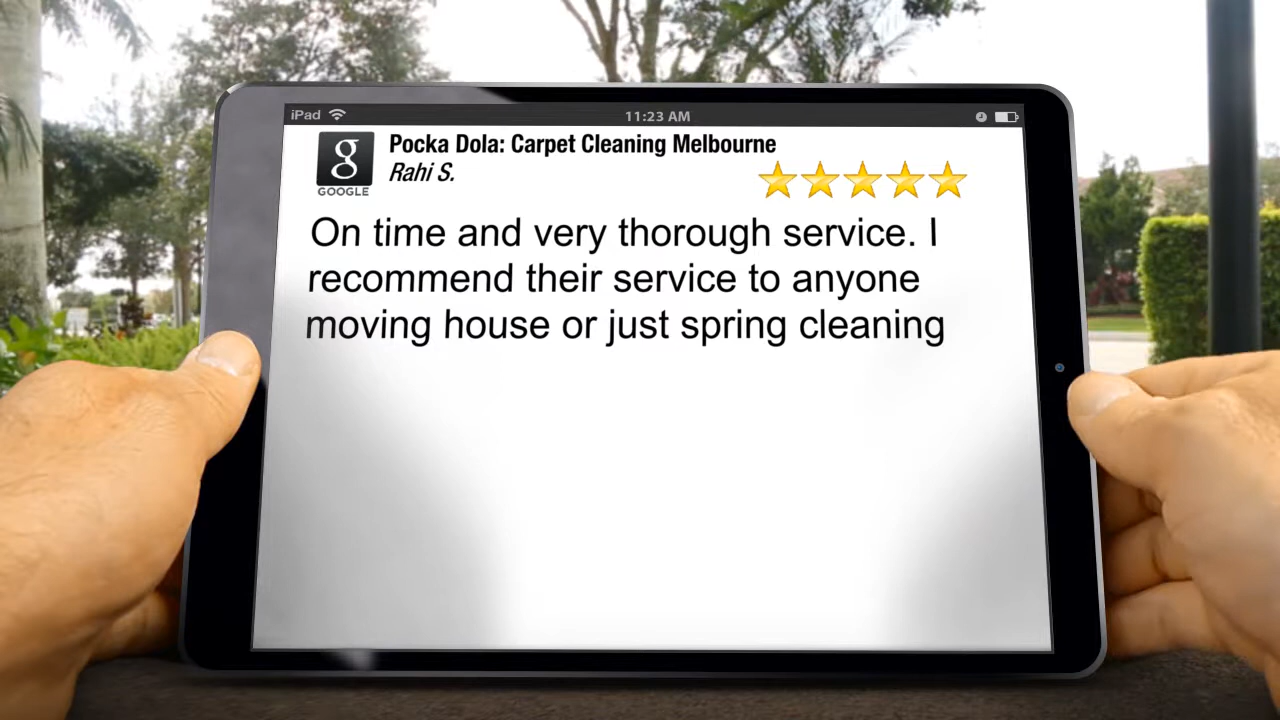 iPad 11:23 AM
g
GOOGLE
Pocka Dola: Carpet Cleaning Melbourne
Rahi S.
On time and very thorough service. I
recommend their service to anyone
moving house or just spring cleaning